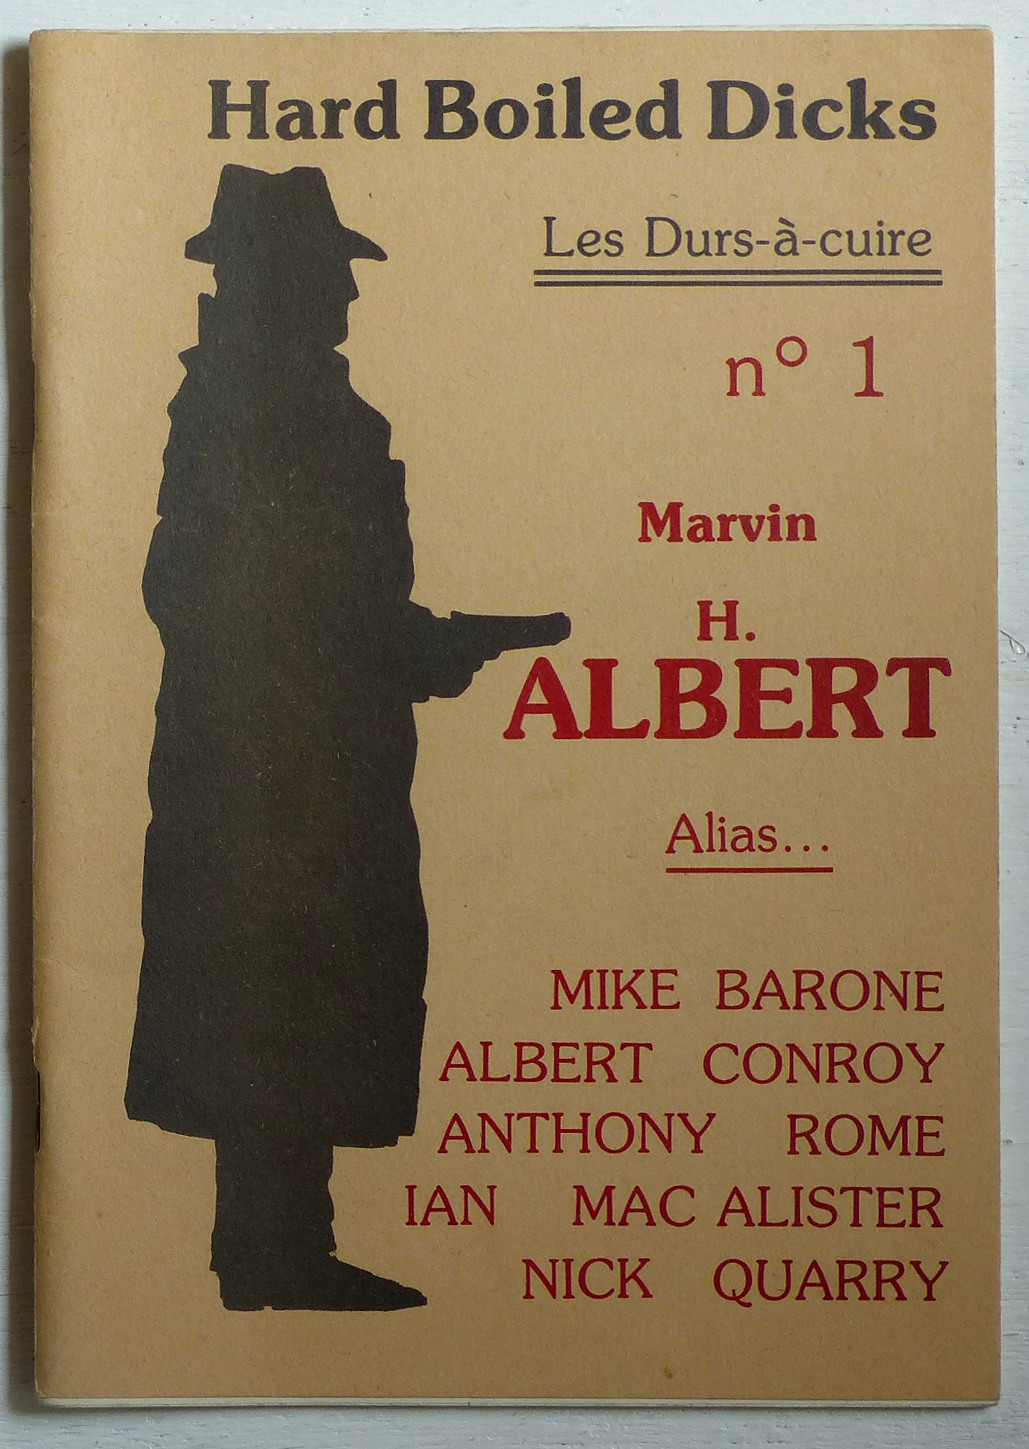 Hard Boiled Dicks
Les Durs-à-cuire
n° 1
Marvin
H.
ALBERT
Alias...
MIKE BARONE
ALBERT CONROY
ANTHONY ROME
IAN MAC ALISTER
NICK QUARRY